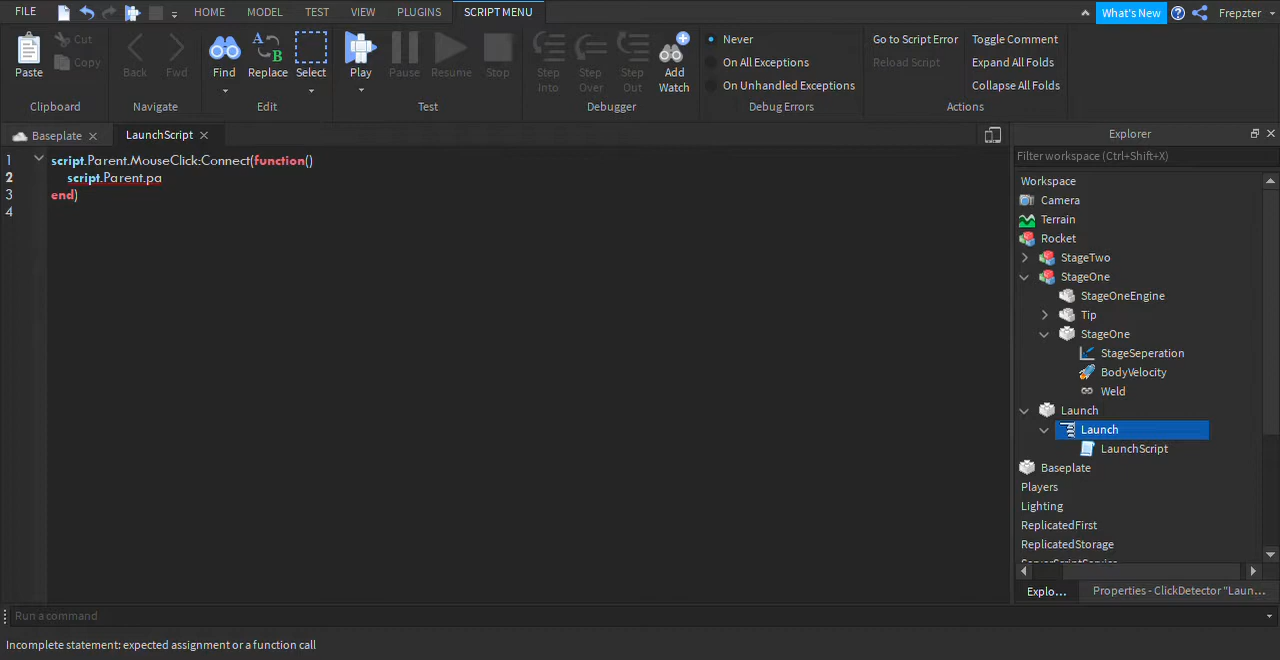 FILE HOME MODEL TEST VIEW PLUGINS SCRIPT MENU What's New Frepzter
Paste Cut Copy
Back Fwd
Find Replace Select
Play Pause Resume Stop
Step Into Step Over Step Out Add Watch
Never
On All Exceptions
On Unhandled Exceptions
Go to Script Error Toggle Comment
Reload Script Expand All Folds
Collapse All Folds
Clipboard Navigate Edit Test Debugger Debug Errors Actions
Baseplate LaunchScript
1 script.Parent.MouseClick:Connect(function()
2 script.Parent.pa
3 end)
4
Explorer
Filter workspace (Ctrl+Shift+X)
Workspace
Camera
Terrain
Rocket
StageTwo
StageOne
StageOneEngine
Tip
StageOne
StageSeperation
BodyVelocity
Weld
Launch
Launch
LaunchScript
Baseplate
Players
Lighting
ReplicatedFirst
ReplicatedStorage
ServerScriptService
Explo... Properties - ClickDetector "Laun...
Run a command
Incomplete statement: expected assignment or a function call